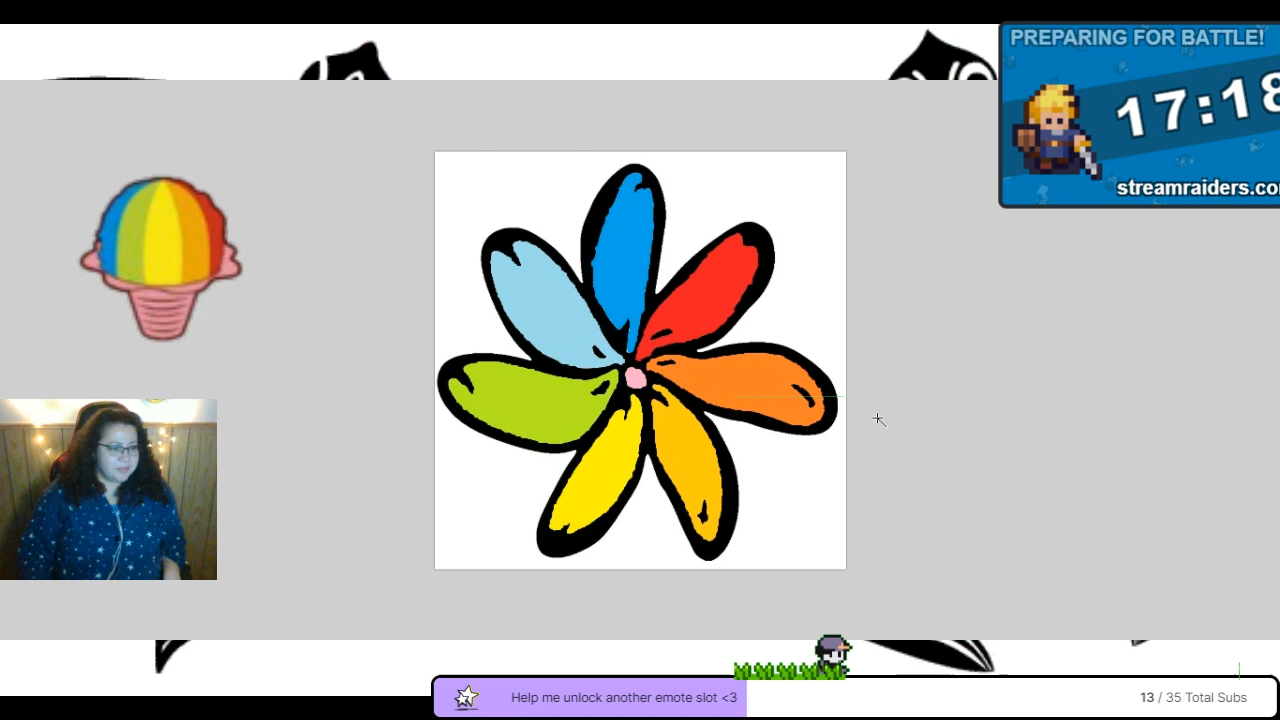 PREPARING FOR BATTLE!
17:18
streamraiders.co
Help me unlock another emote slot <3
13 / 35 Total Subs